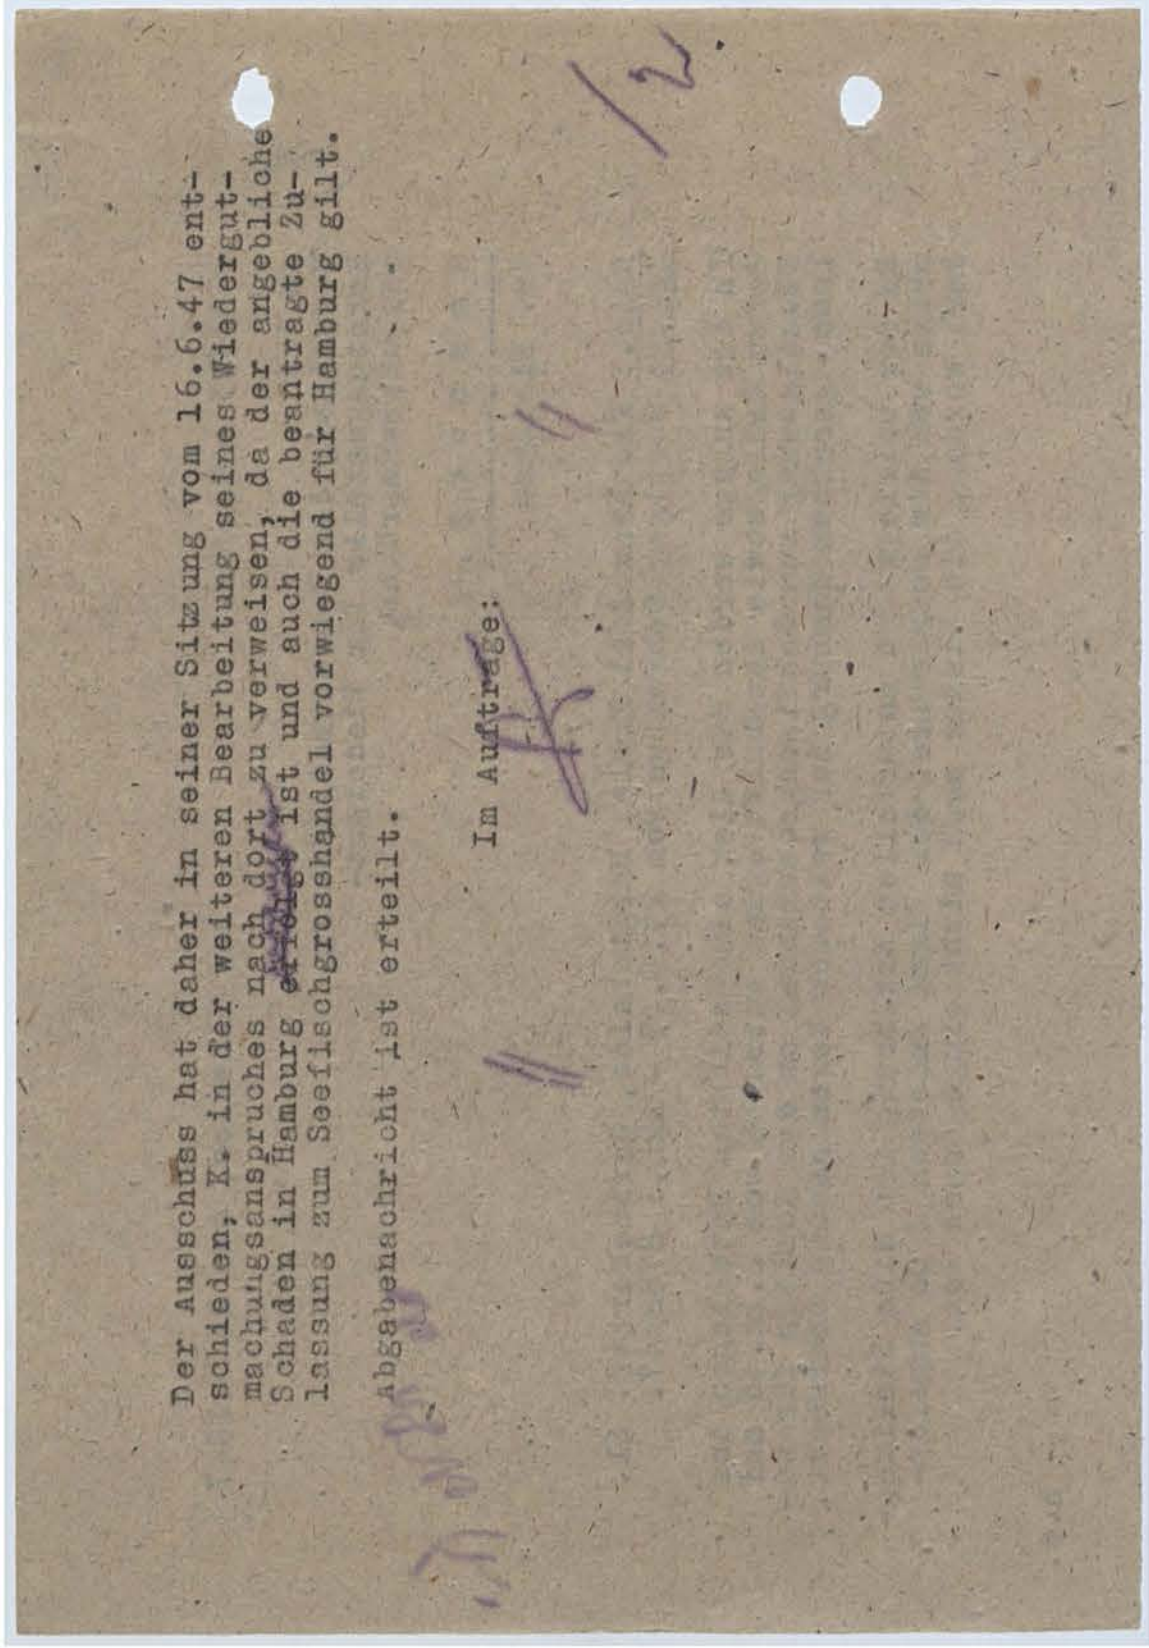 Der Ausschuss hat daher in seiner Sitzung vom 16.6.47 ent-
schieden, K. in der weiteren Bearbeitung seines Wiedergut-
machungsanspruches nach dort zu verweisen, da der angebliche
Schaden in Hamburg erfolgt ist und auch die beantragte Zu-
lassung zum Seefischgrosshandel vorwiegend für Hamburg gilt.
Abgabenachricht ist erteilt.
Im Auftrage: